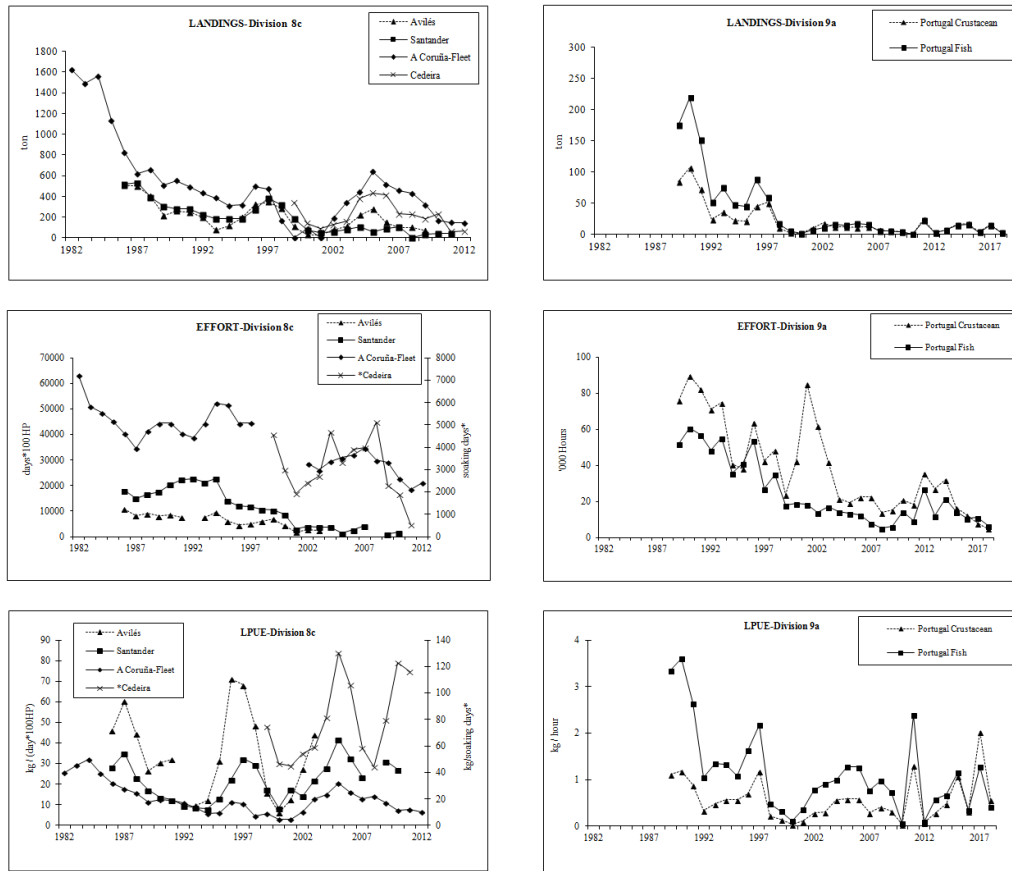 LANDINGS-Division 8c
Avilés
Santander
A Coruña-Fleet
Cedeira
ton
1800
1600
1400
1200
1000
800
600
400
200
0
1982 1987 1992 1997 2002 2007 2012
LANDINGS-Division 9a
Portugal Crustacean
Portugal Fish
ton
300
250
200
150
100
50
0
1982 1987 1992 1997 2002 2007 2012 2017
EFFORT-Division 8c
Avilés
Santander
A Coruña-Fleet
*Cedeira
days*100HP
70000
60000
50000
40000
30000
20000
10000
0
8000
7000
6000
5000
4000
3000
2000
1000
0
soaking days*
1982 1987 1992 1997 2002 2007 2012
EFFORT-Division 9a
Portugal Crustacean
Portugal Fish
'000 Hours
100
80
60
40
20
0
1982 1987 1992 1997 2002 2007 2012 2017
LPUE-Division 8c
Avilés
Santander
A Coruña-Fleet
*Cedeira
kg / (day*100HP)
90
80
70
60
50
40
30
20
10
0
140
120
100
80
60
40
20
0
kg/soaking days*
1982 1987 1992 1997 2002 2007 2012
LPUE-Division 9a
Portugal Crustacean
Portugal Fish
kg / hour
4
3
2
1
0
1982 1987 1992 1997 2002 2007 2012 2017